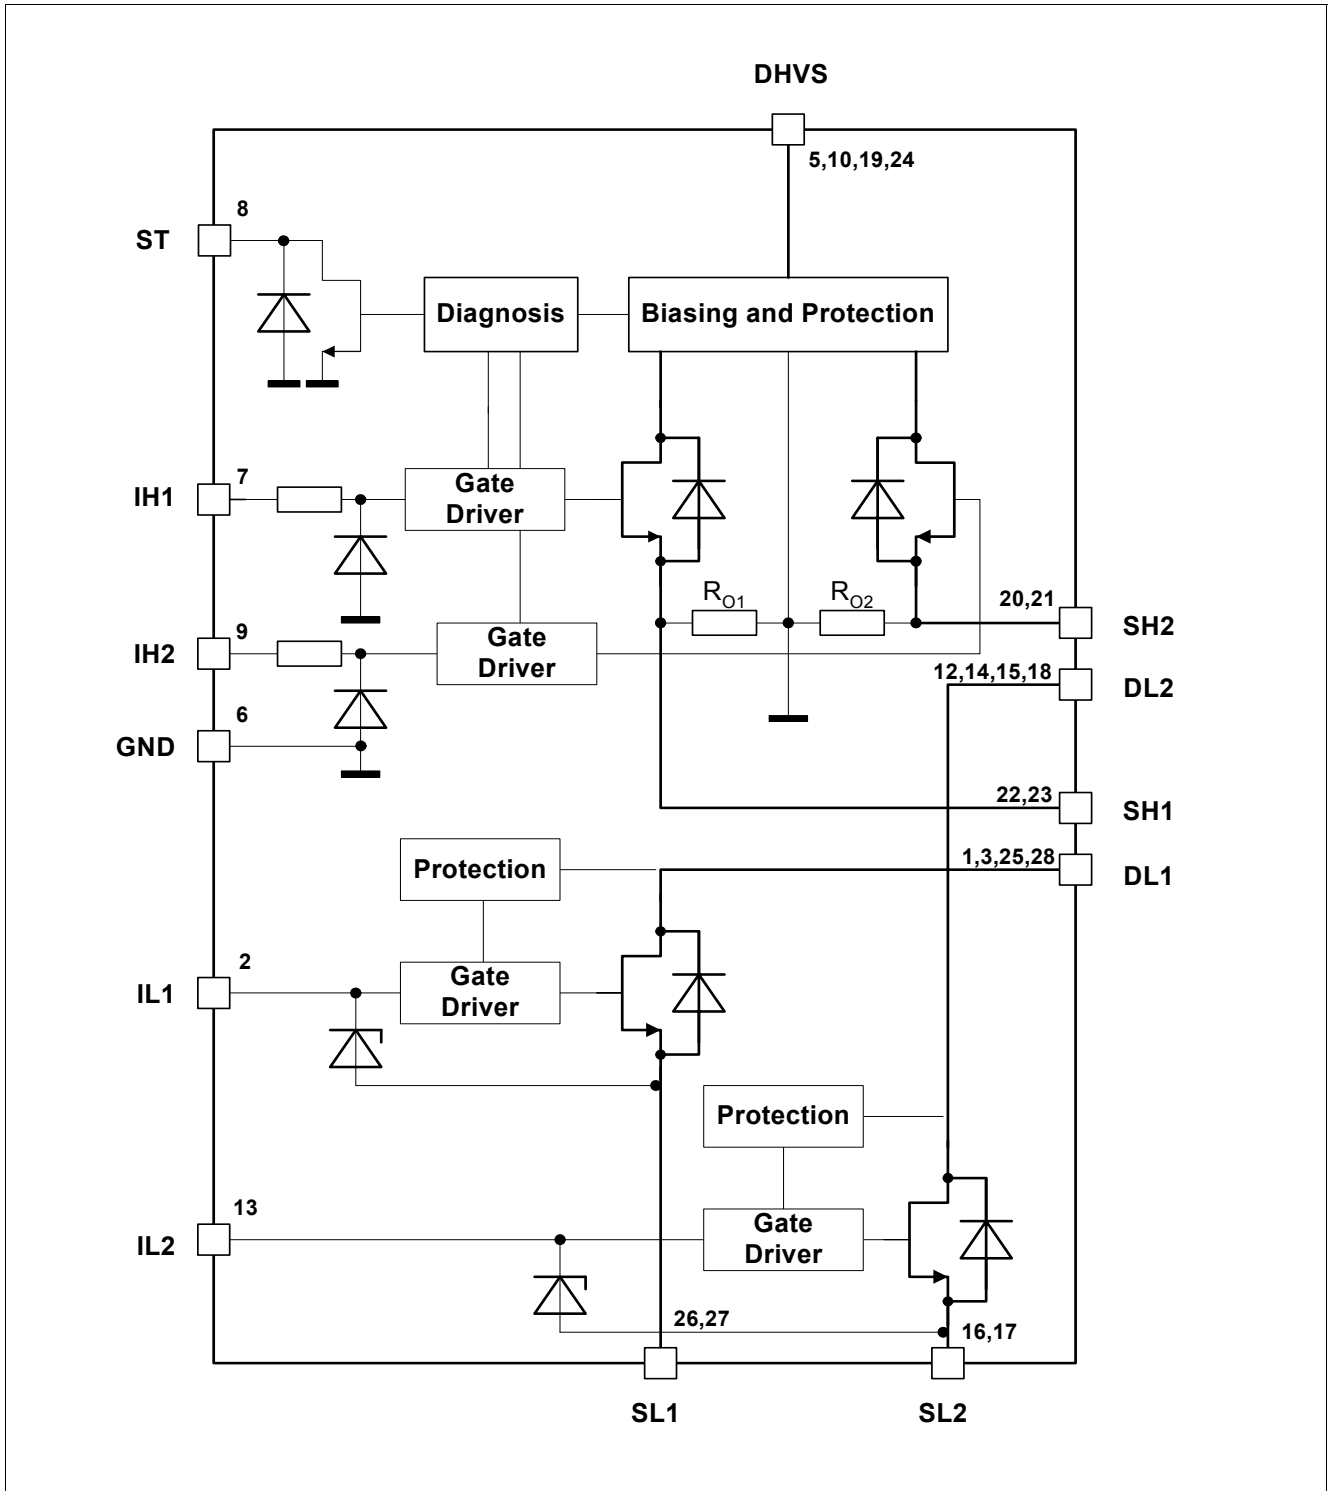 DHVS
5,10,19,24
8
ST
Diagnosis
Biasing and Protection
7
IH1
Gate
Driver
RO1
RO2
20,21
SH2
9
IH2
Gate
Driver
12,14,15,18
DL2
6
GND
22,23
SH1
Protection
1,3,25,28
DL1
2
IL1
Gate
Driver
Protection
13
IL2
Gate
Driver
26,27
16,17
SL1
SL2